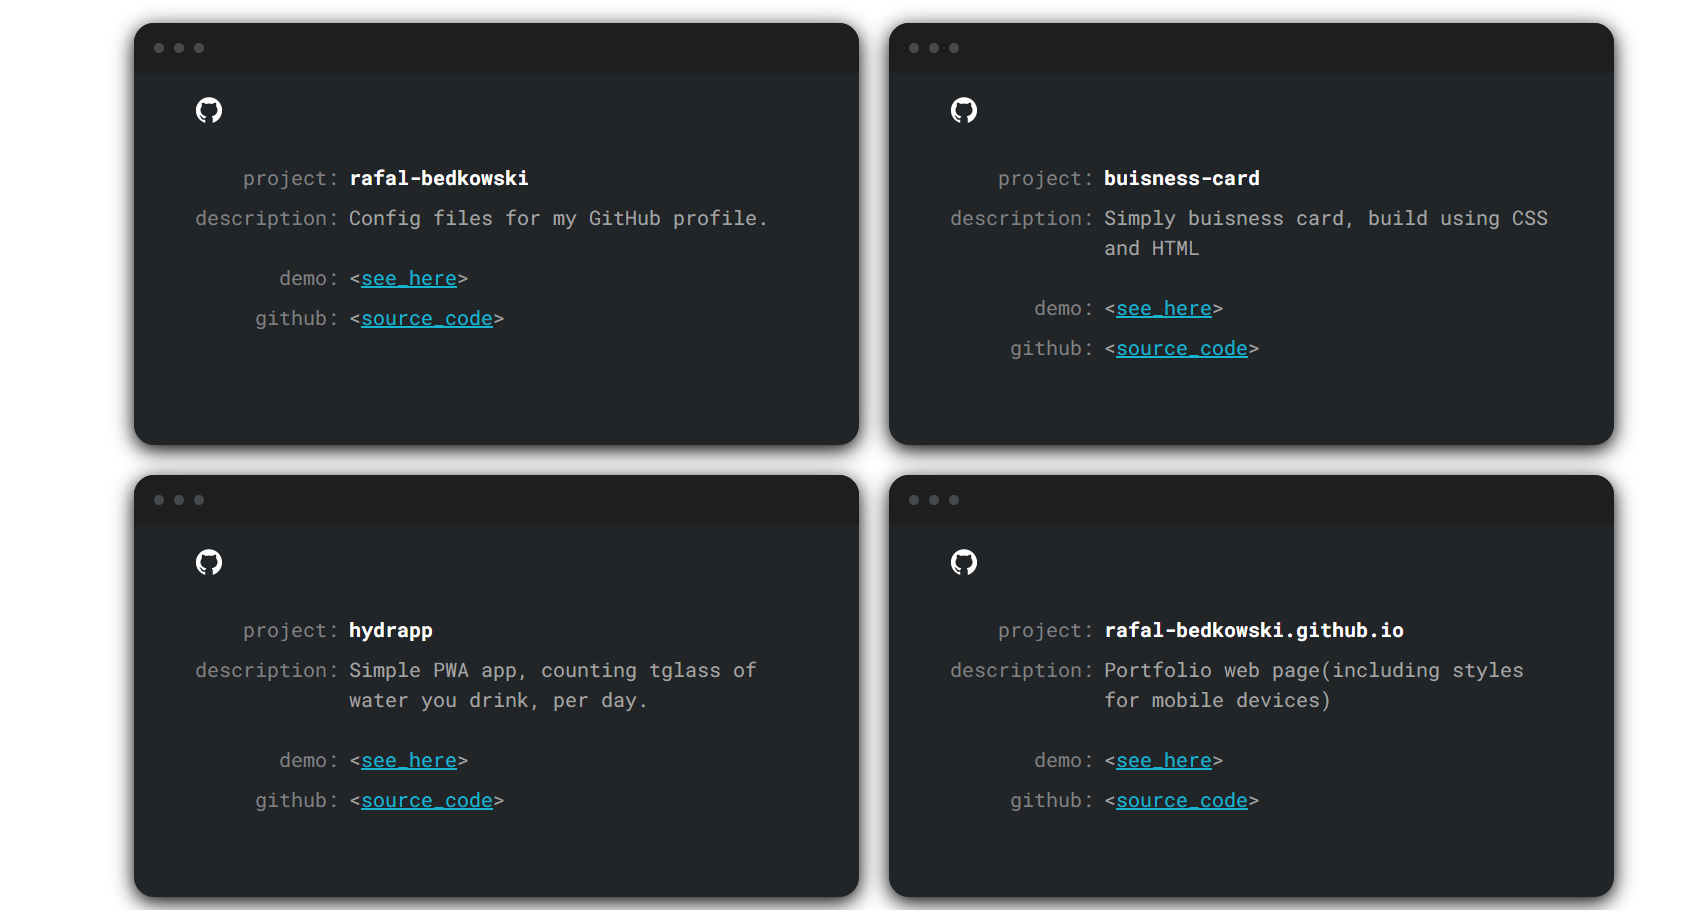 project: rafal-bedkowski
description: Config files for my GitHub profile.
demo: <see_here>
github: <source_code>
project: buisness-card
description: Simply buisness card, build using CSS
and HTML
demo: <see_here>
github: <source_code>
project: hydrapp
description: Simple PWA app, counting tglass of
water you drink, per day.
demo: <see_here>
github: <source_code>
project: rafal-bedkowski.github.io
description: Portfolio web page(including styles
for mobile devices)
demo: <see_here>
github: <source_code>